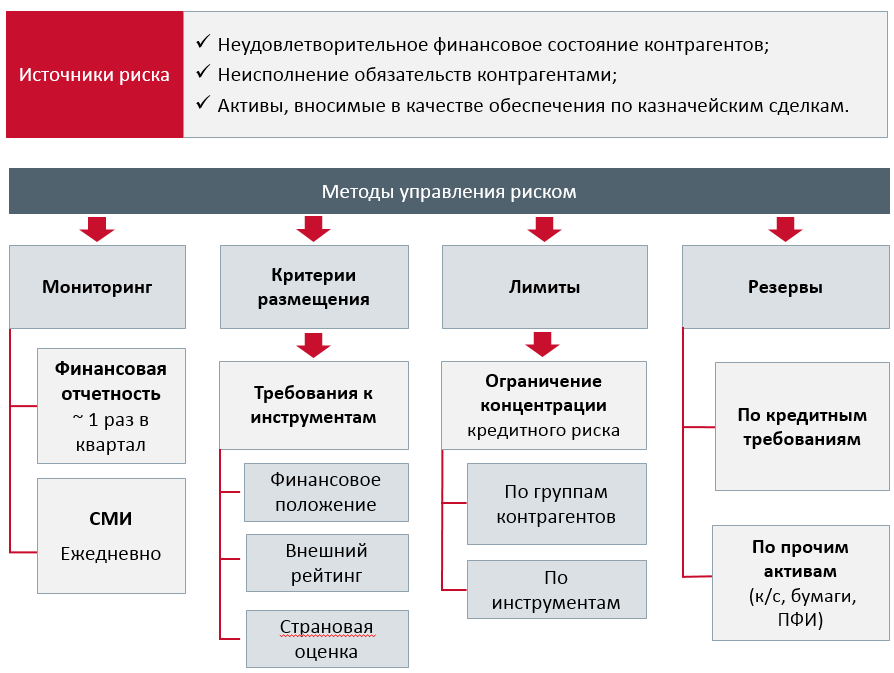 Источники риска
Неудовлетворительное финансовое состояние контрагентов;
Неисполнение обязательств контрагентами;
Активы, вносимые в качестве обеспечения по казначейским сделкам.
Методы управления риском
Мониторинг
Финансовая
отчетность
~ 1 раз в
квартал
СМИ
Ежедневно
Критерии
размещения
Требования к
инструментам
Финансовое
положение
Внешний
рейтинг
Страновая
оценка
Лимиты
Ограничение
концентрации
кредитного риска
По группам
контрагентов
По
инструментам
Резервы
По кредитным
требованиям
По прочим
активам
(к/с, бумаги,
ПФИ)